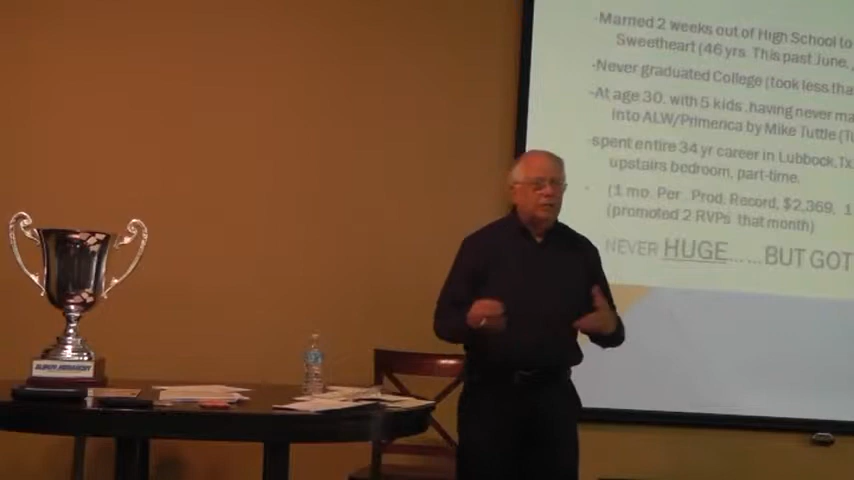 -Married 2 weeks out of High School to
Sweetheart (46 yrs. This past June,
-Never graduated College (took less tha
-At age 30, with 5 kids, having never ma
into ALW/Primerica by Mike Tuttle (T
-spent entire 34 yr career in Lubbock, Tx
upstairs bedroom, part-time.
(1 mo. Per Prod, Record, $2,369, 1
(promoted 2 RVPs that month)
NEVER HUGE...... BUT GOT